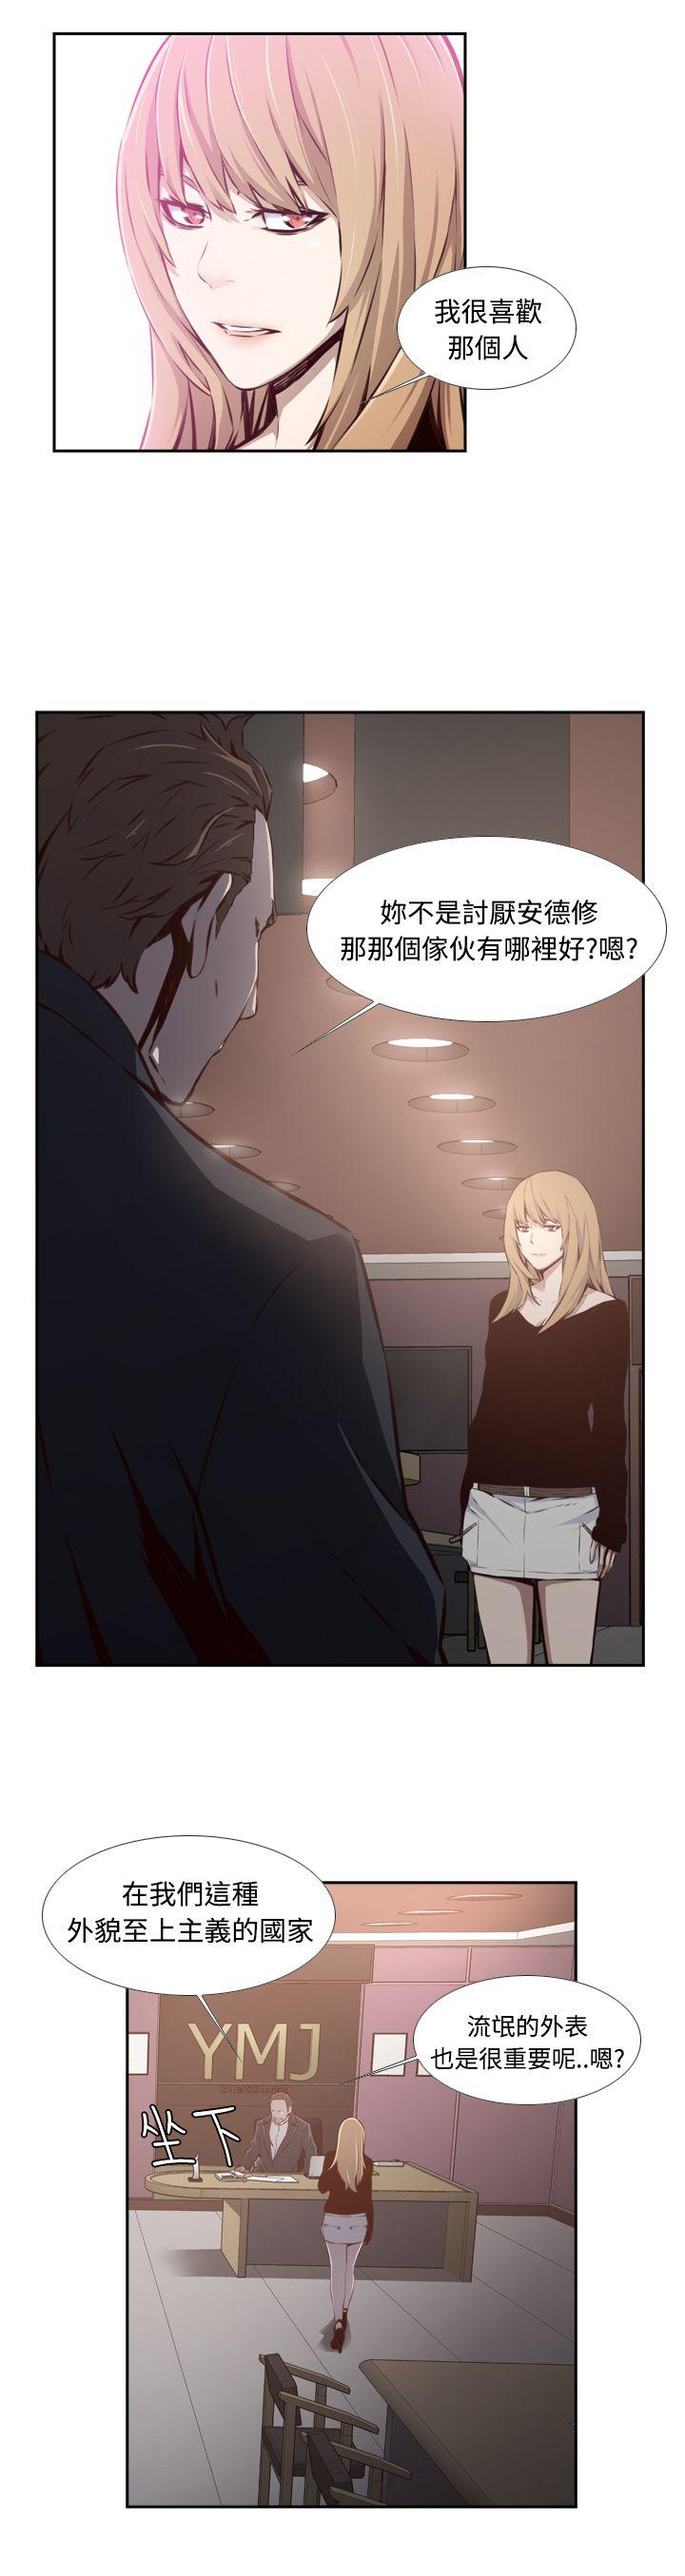 我很喜歡
那個人
妳不是討厭安德修
那那個傢伙有哪裡好?嗯?
在我們這種
外貌至上主義的國家
流氓的外表
也是很重要呢..嗯?
YMJ
Entertainment
坐下